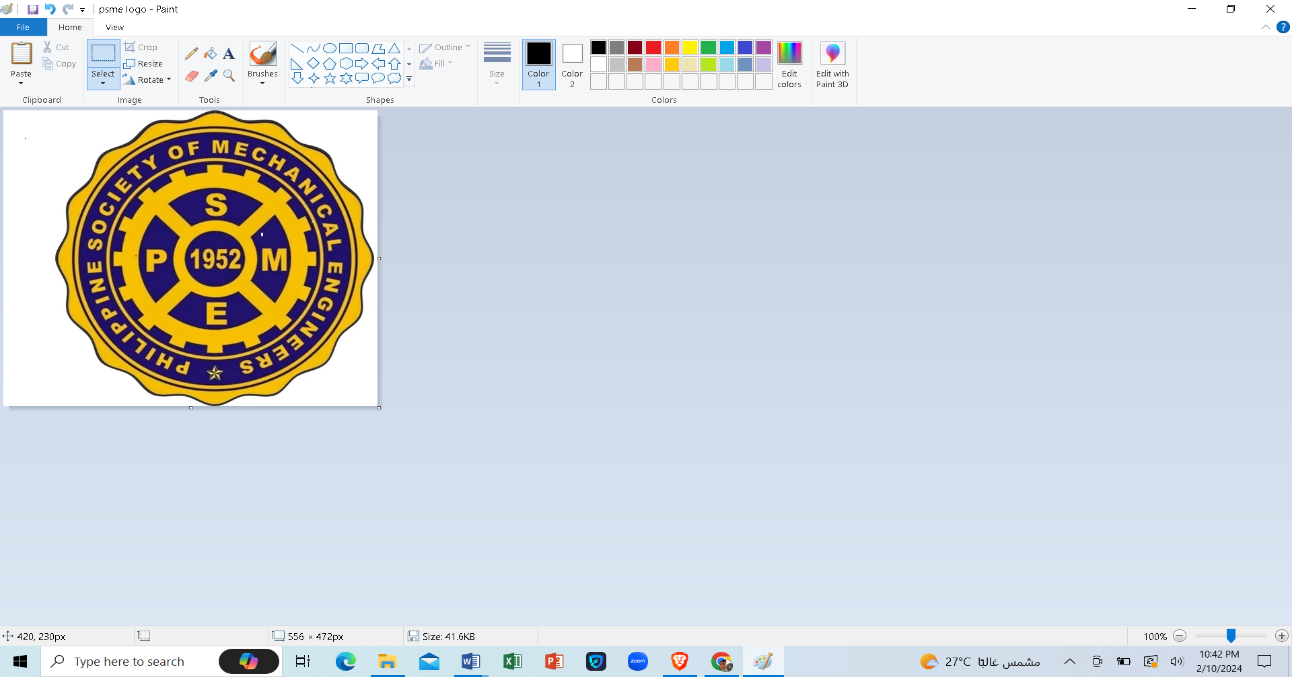 psme logo - Paint
File Home View
Paste
Cut
Copy
Clipboard
Select
Crop
Resize
Rotate
Image
A
Tools
Brushes
Outline
Fill
Shapes
Size
Color 1
Color 2
Colors
Edit colors
Edit with Paint 3D
PHILIPPINE SOCIETY OF MECHANICAL ENGINEERS
S
P 1952 M
E
420, 230px
556 × 472px
Size: 41.6KB
100%
Type here to search
zoom
27°C مشمس غالبًا
10:42 PM
2/10/2024